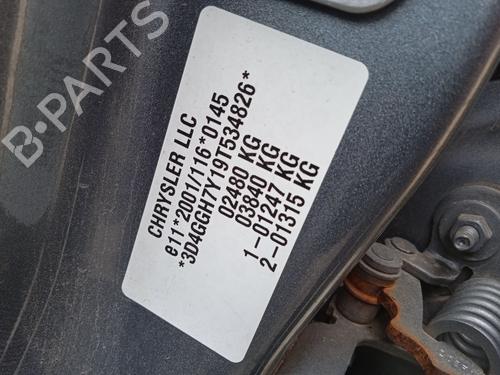 B-PARTS
CHRYSLER LLC
e11*2001/116*0145
*3D4GGH7Y19T534826*
02480 KG
03840 KG
1-01247 KG
2-01315 KG